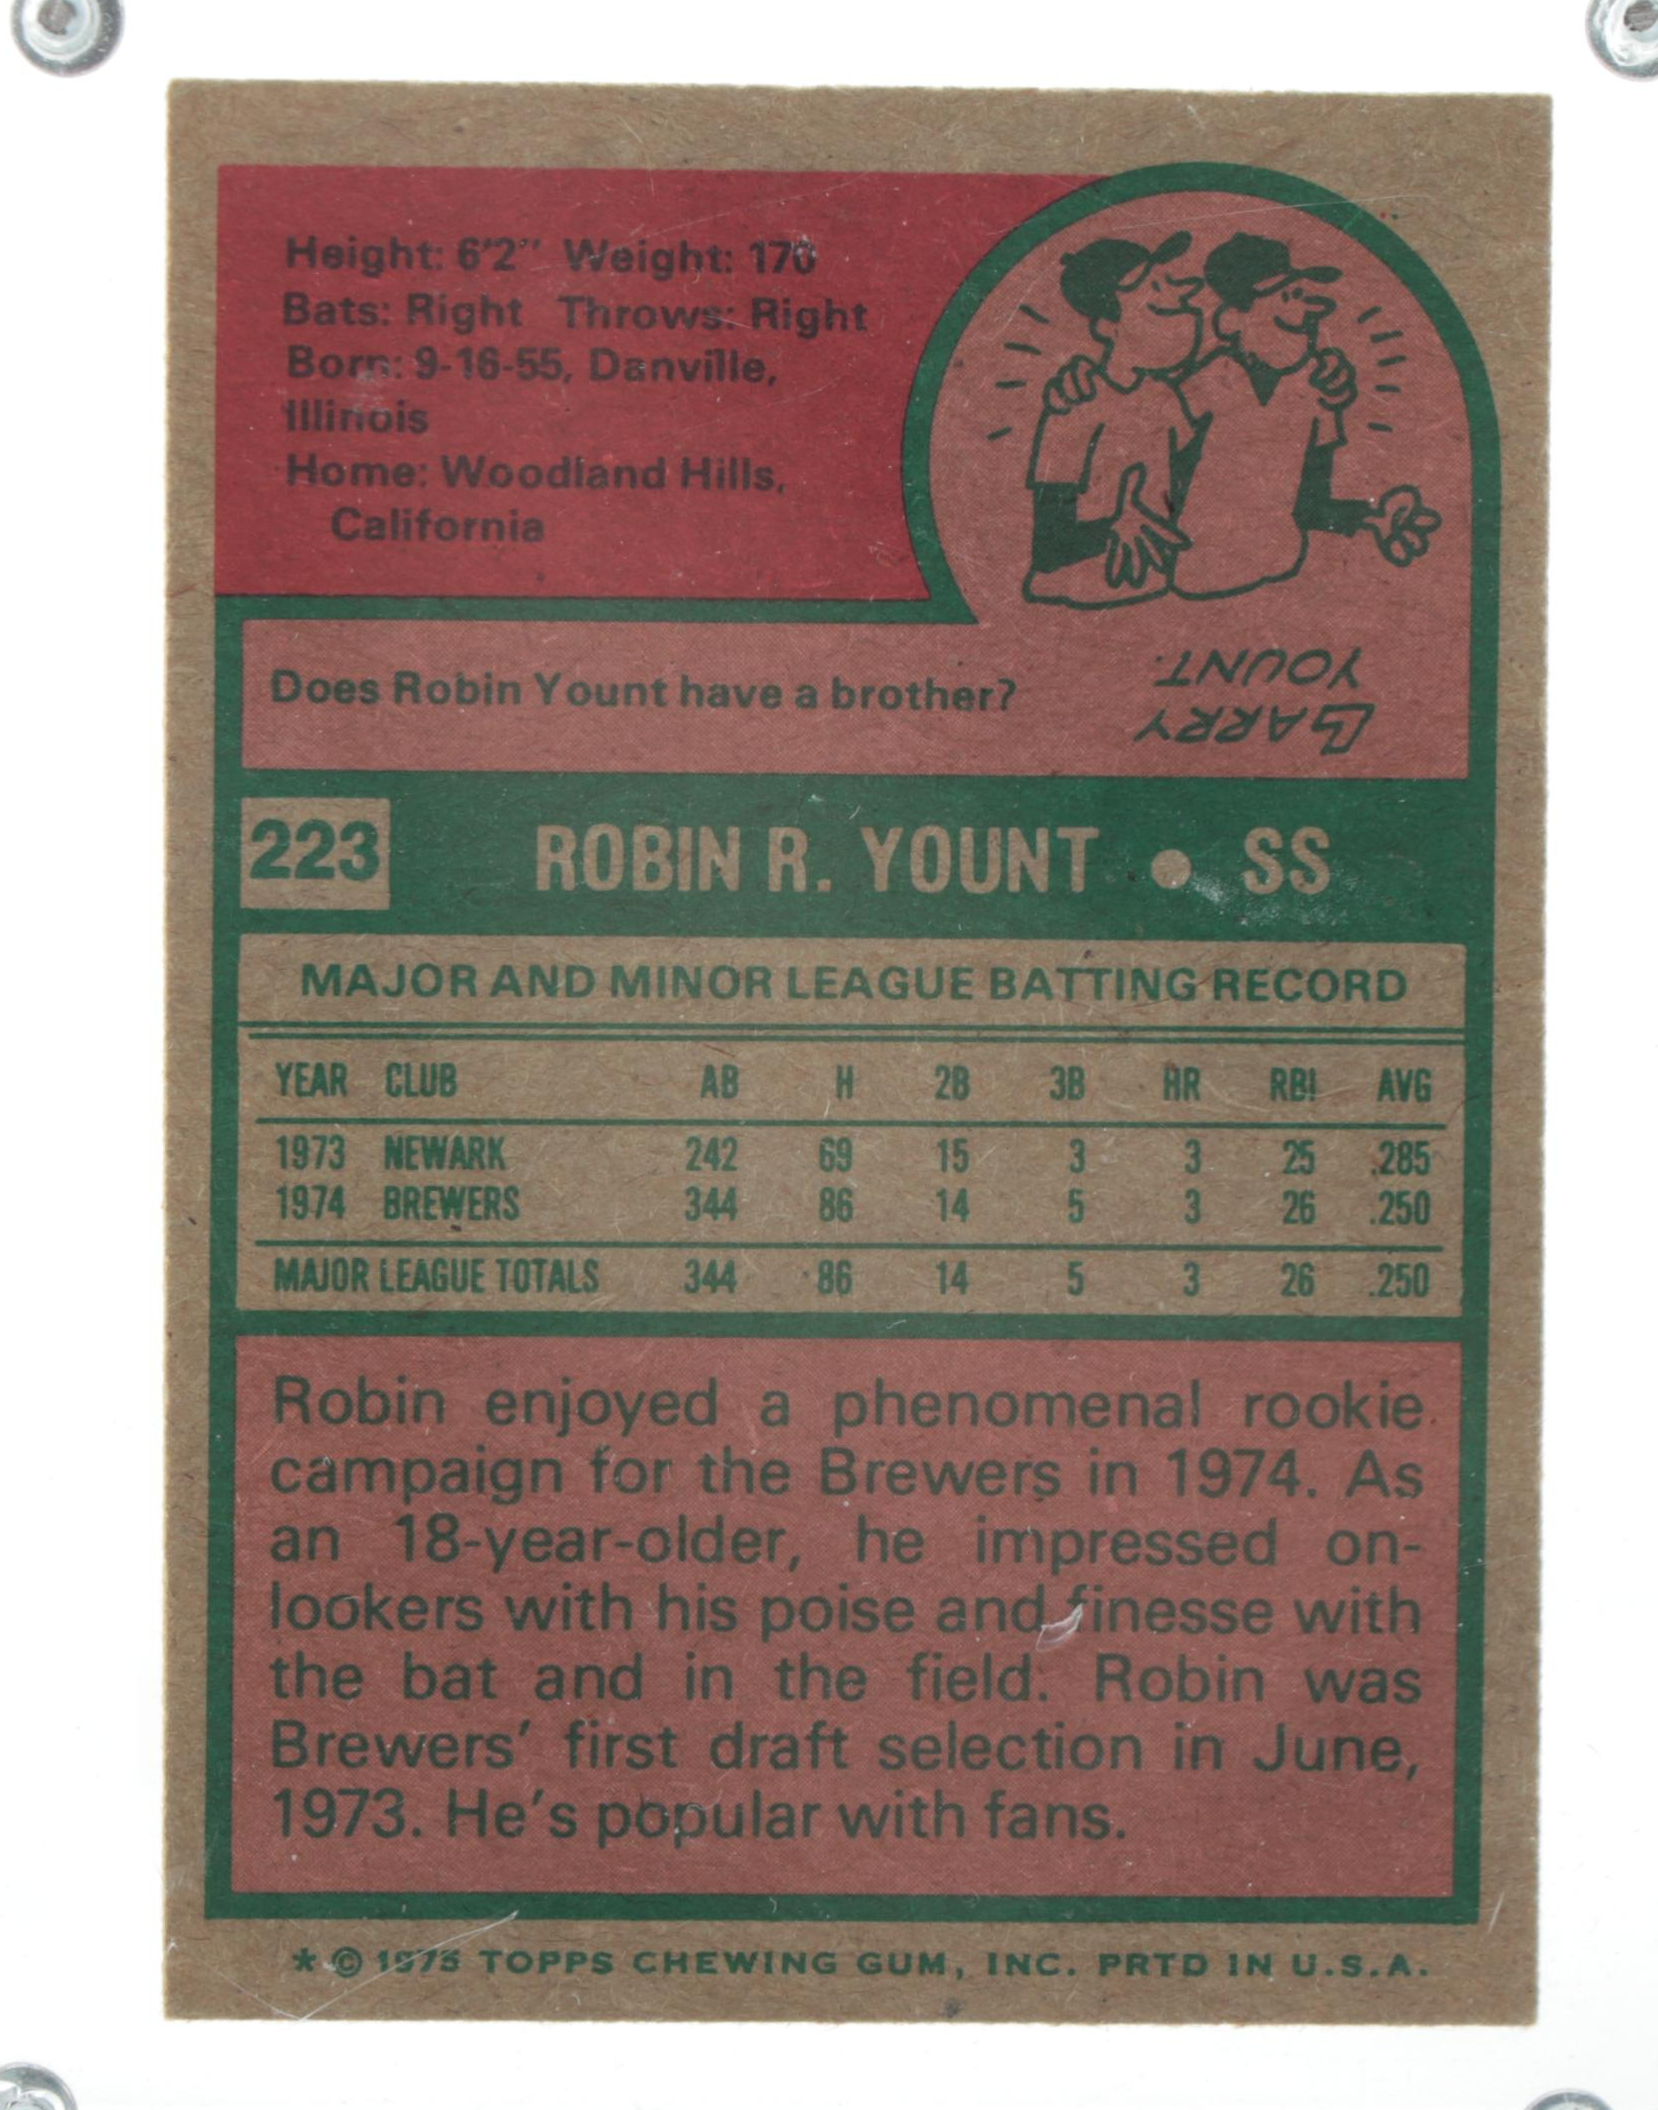 Height: 6'2" Weight: 170
Bats: Right Throws: Right
Born: 9-16-55, Danville,
Illinois
Home: Woodland Hills,
California
Does Robin Yount have a brother?
LARRY
YOUNT.
223 ROBIN R. YOUNT • SS
MAJOR AND MINOR LEAGUE BATTING RECORD
YEAR CLUB AB H 2B 3B HR RBI AVG
1973 NEWARK 242 69 15 3 3 25 .285
1974 BREWERS 344 86 14 5 3 26 .250
MAJOR LEAGUE TOTALS 344 86 14 5 3 26 .250
Robin enjoyed a phenomenal rookie
campaign for the Brewers in 1974. As
an 18-year-older, he impressed on-
lookers with his poise and finesse with
the bat and in the field. Robin was
Brewers' first draft selection in June,
1973. He's popular with fans.
* © 1975 TOPPS CHEWING GUM, INC. PRTD IN U.S.A.